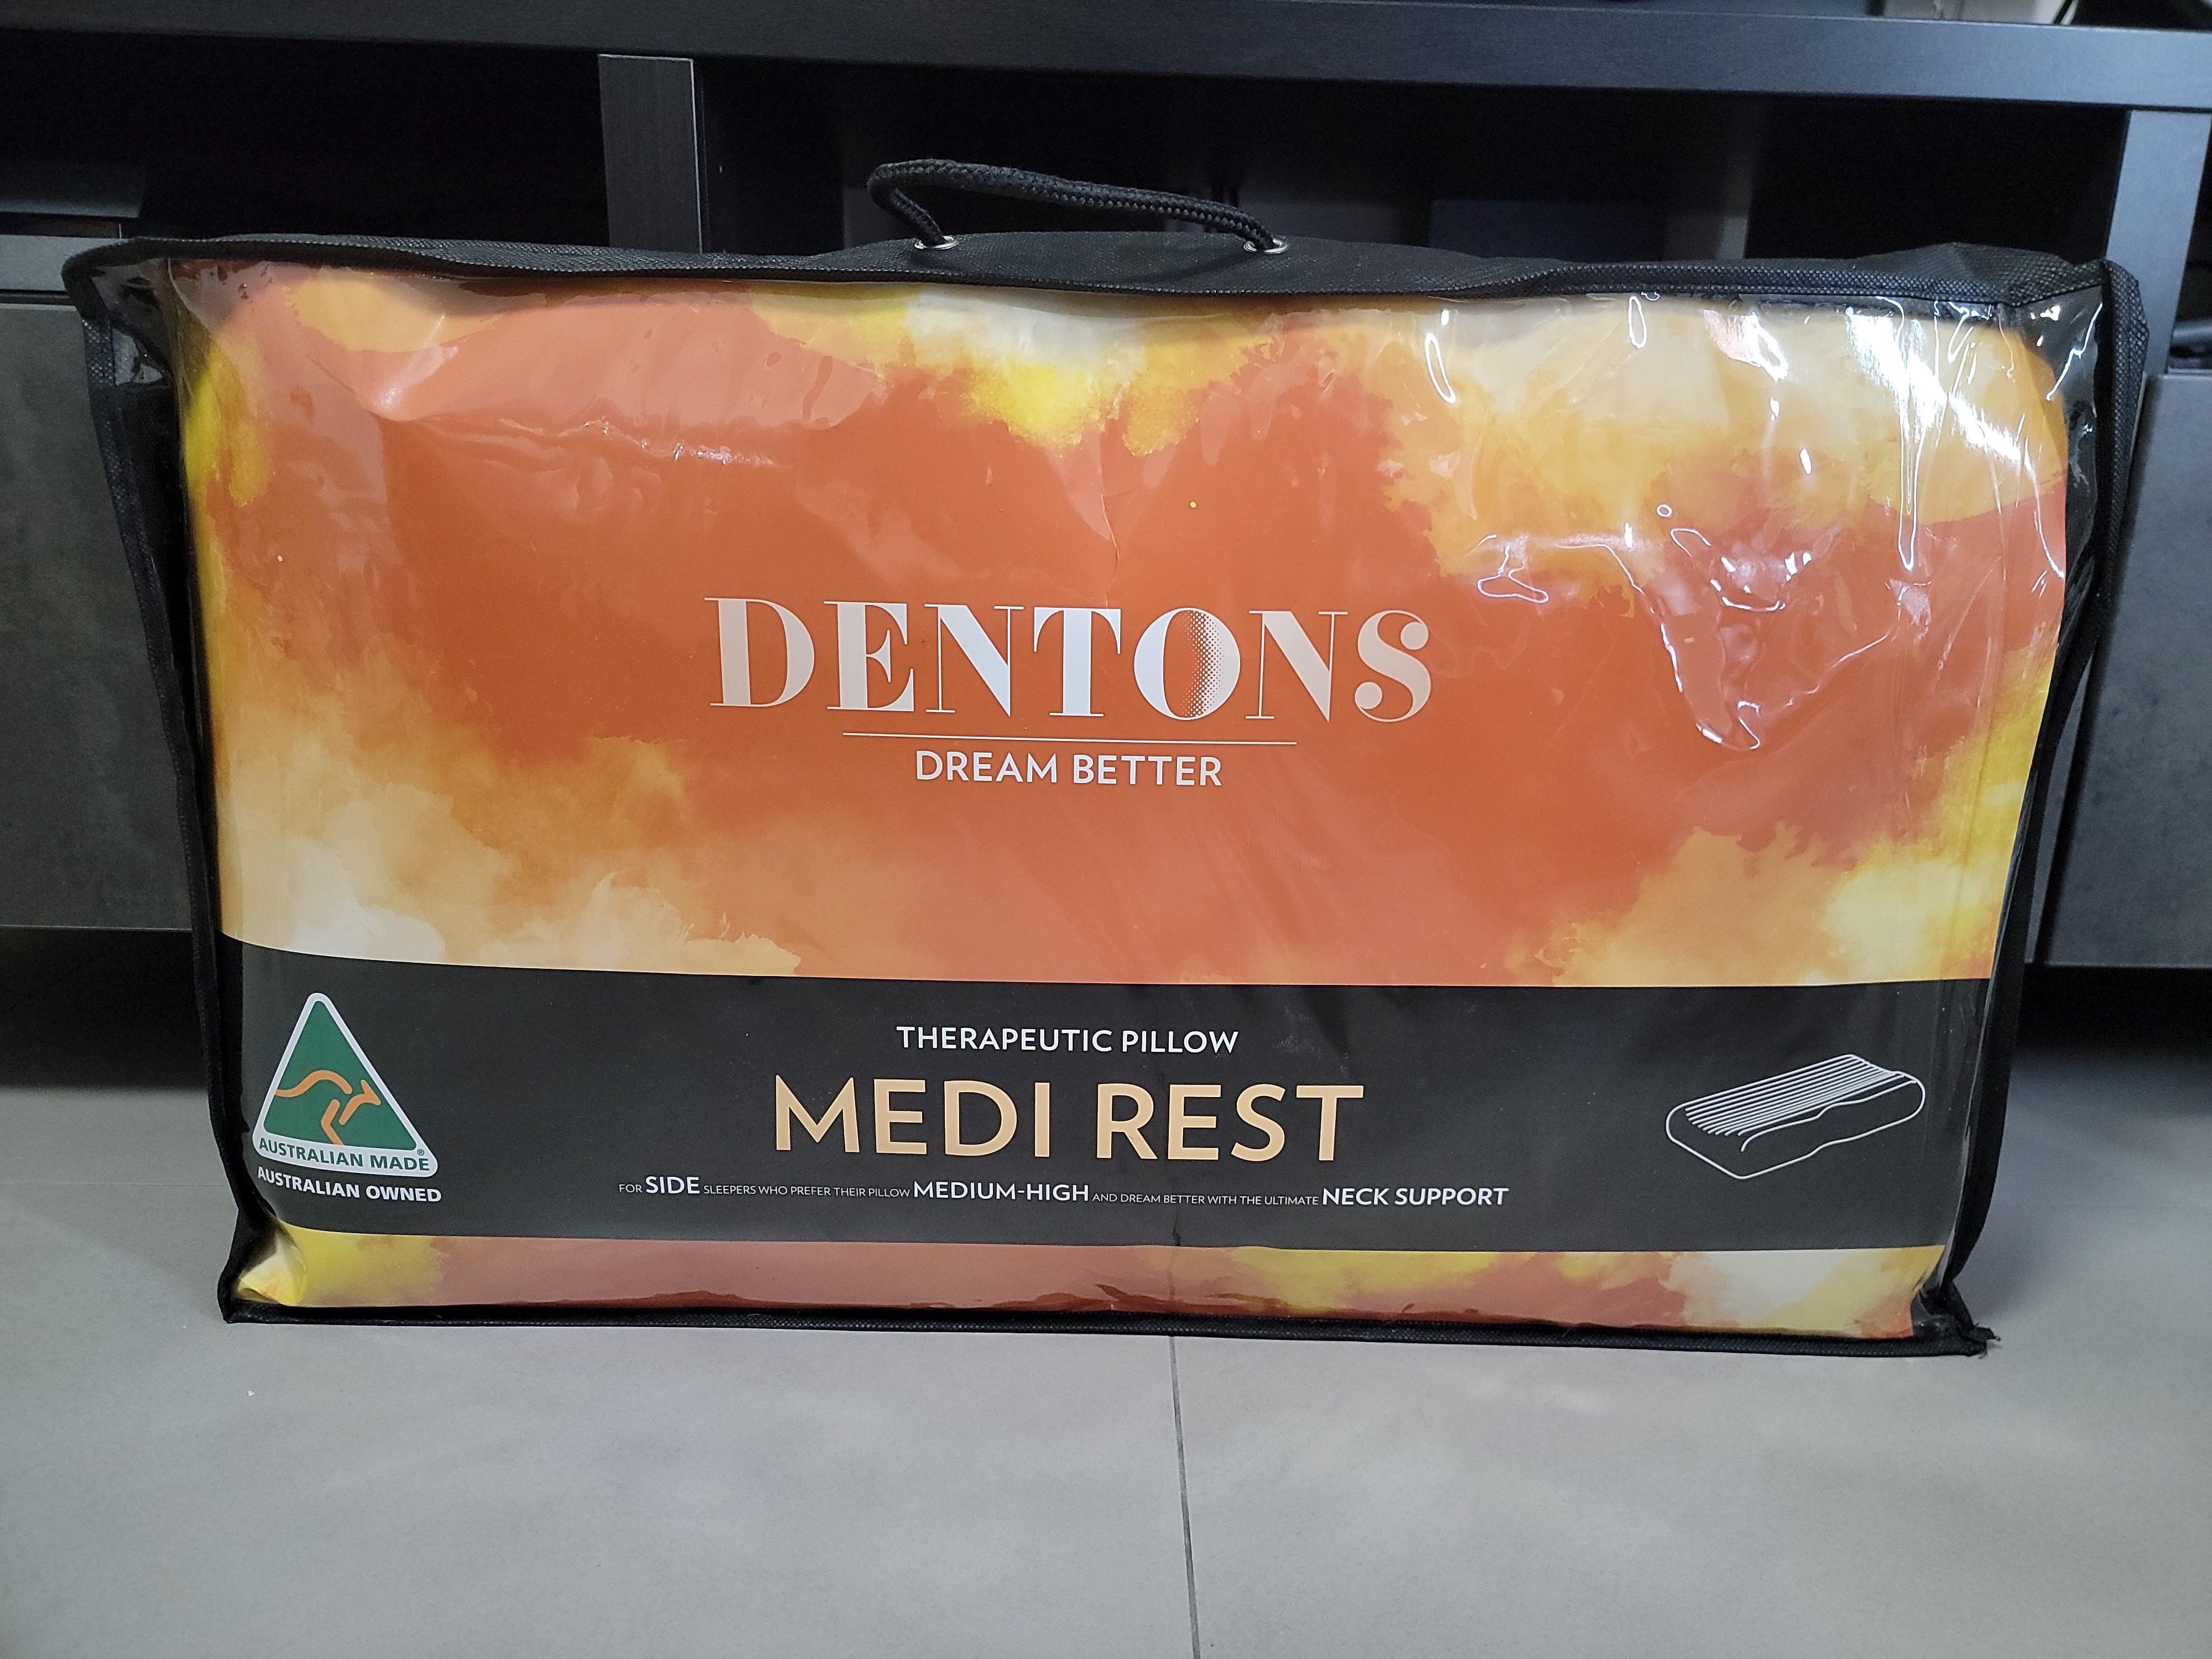 DENTONS
DREAM BETTER
THERAPEUTIC PILLOW
MEDI REST
FOR SIDE SLEEPERS WHO PREFER THEIR PILLOW MEDIUM-HIGH AND DREAM BETTER WITH THE ULTIMATE NECK SUPPORT
AUSTRALIAN MADE®
AUSTRALIAN OWNED